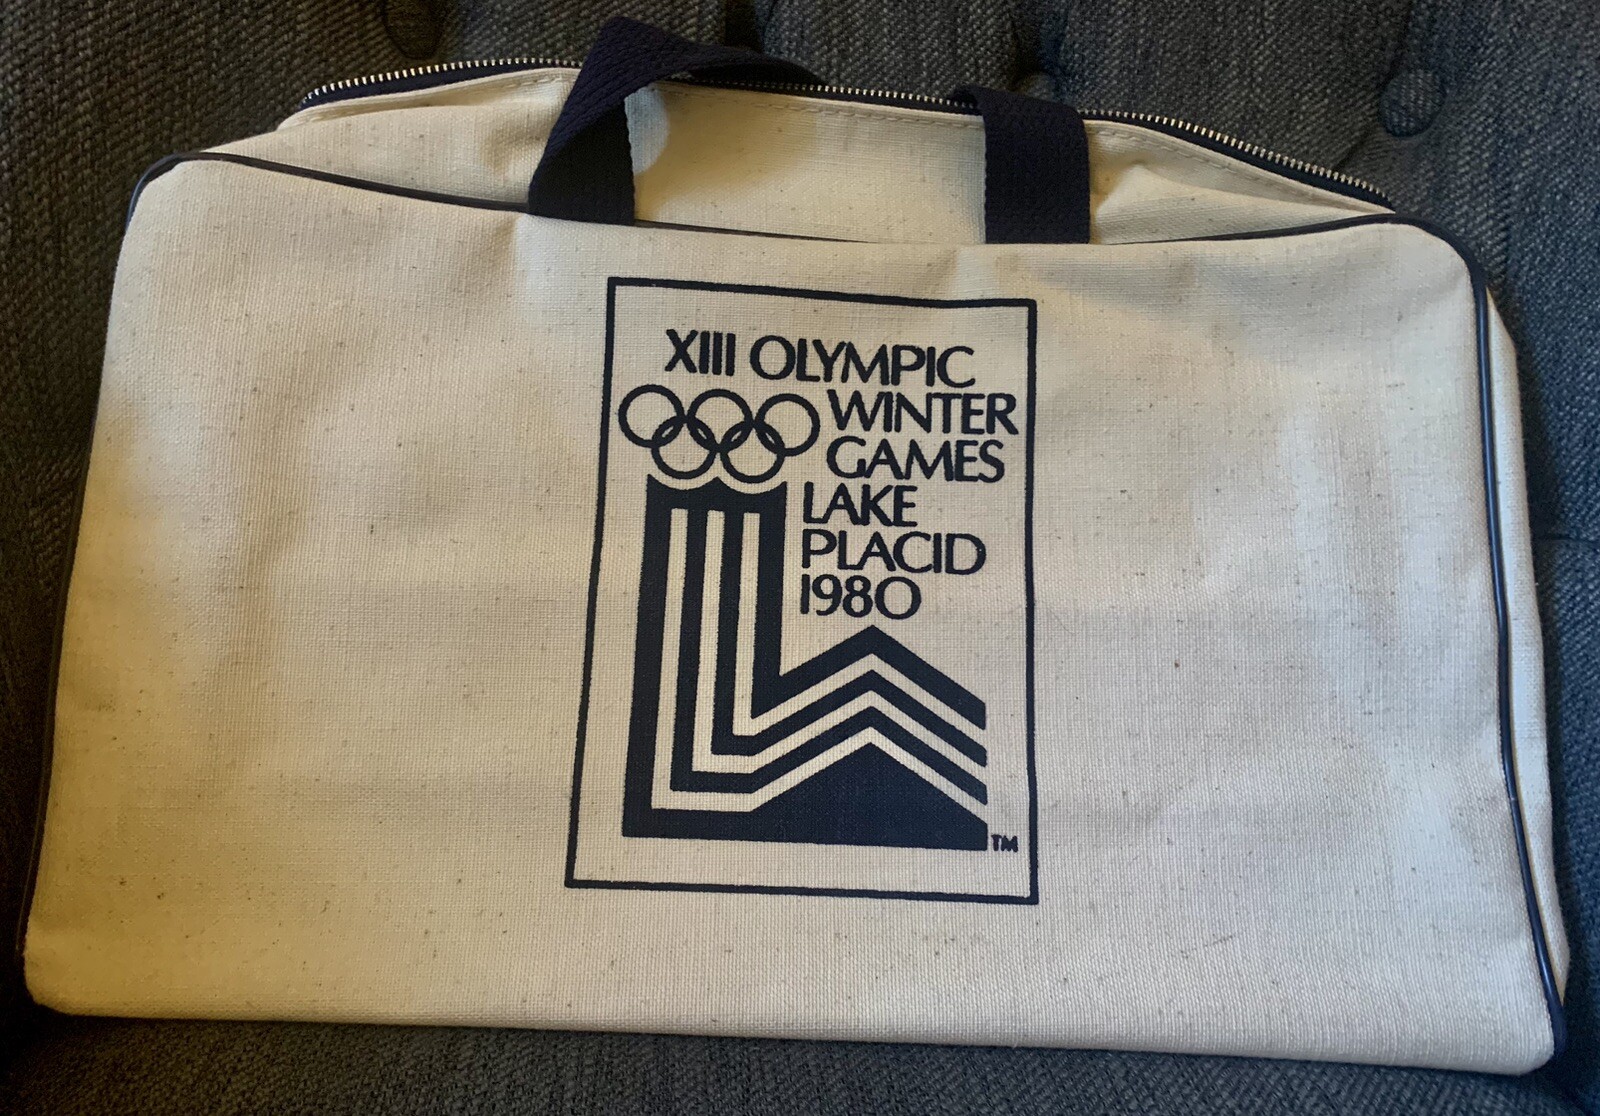 XIII OLYMPIC
WINTER
GAMES
LAKE
PLACID
1980
TM